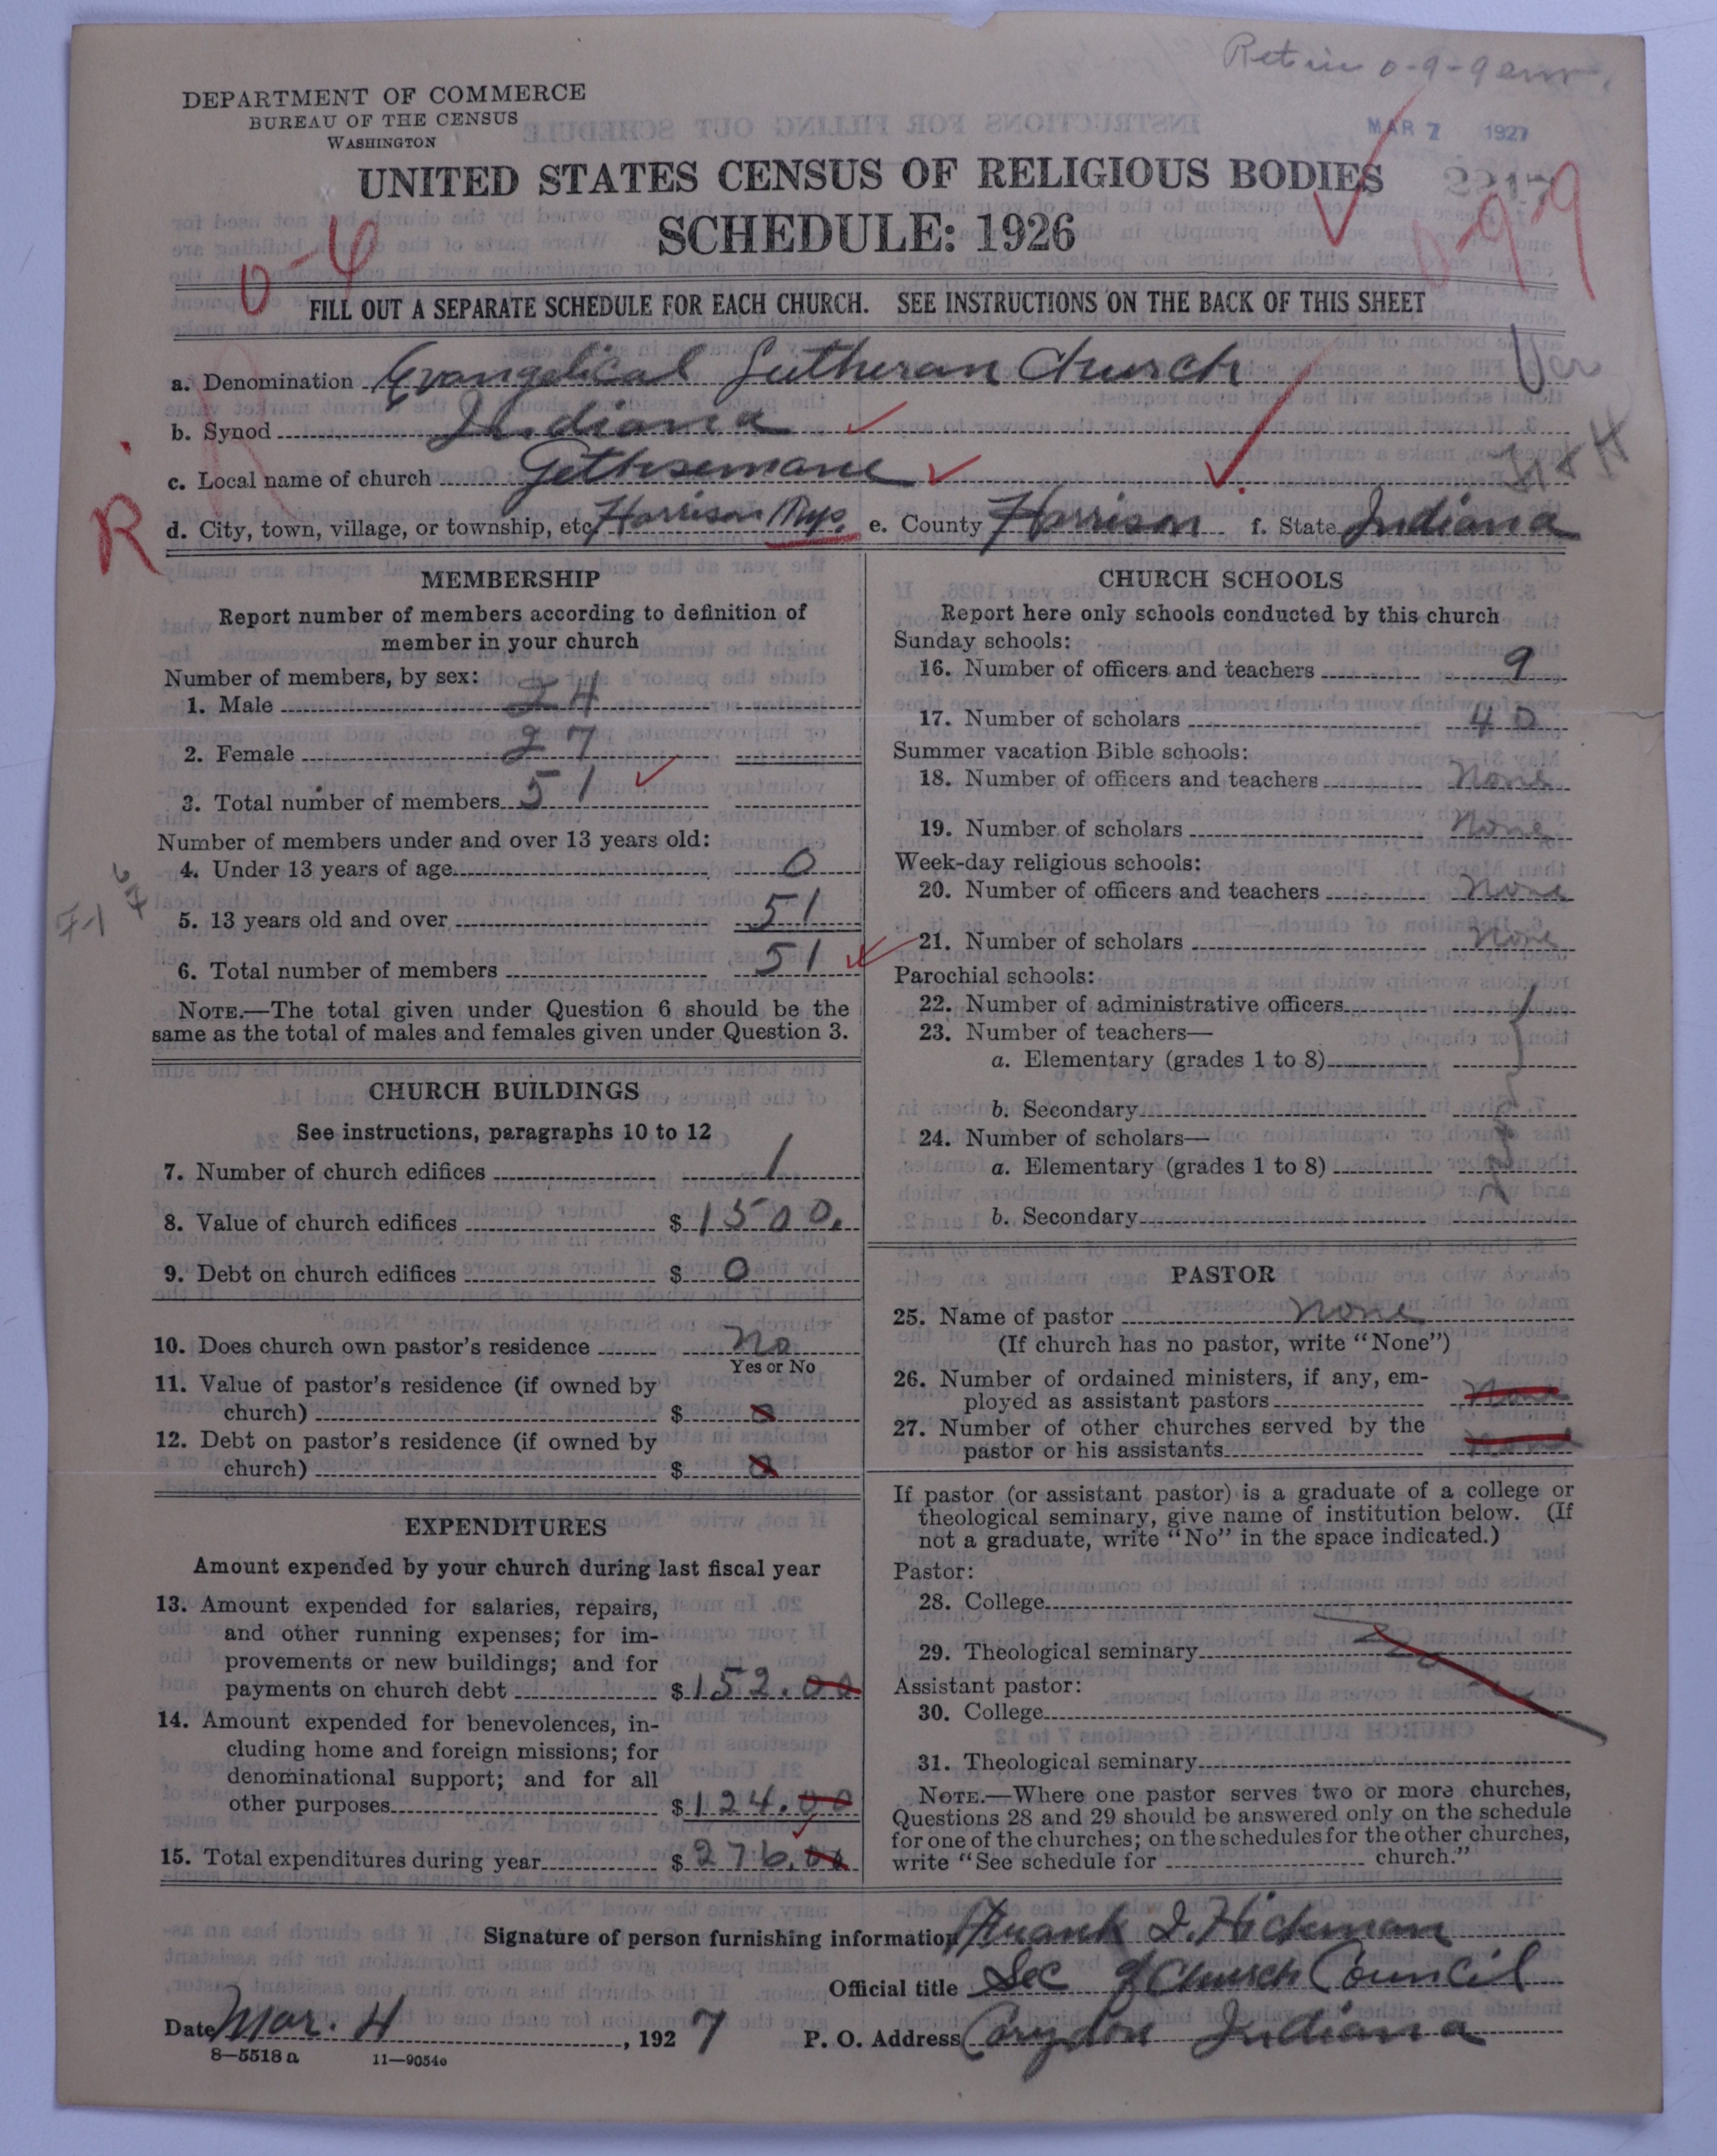 Retin 0-9-9
DEPARTMENT OF COMMERCE
BUREAU OF THE CENSUS
WASHINGTON
MAR 7 1927
UNITED STATES CENSUS OF RELIGIOUS BODIES
SCHEDULE: 1926
0-6
0-9-9
FILL OUT A SEPARATE SCHEDULE FOR EACH CHURCH. SEE INSTRUCTIONS ON THE BACK OF THIS SHEET
a. Denomination Evangelical Lutheran Church
Ver
b. Synod Indiana
c. Local name of church Gethsemane
R
d. City, town, village, or township, etc. Harrison Twp. e. County Harrison f. State Indiana
MEMBERSHIP
Report number of members according to definition of
member in your church
Number of members, by sex:
1. Male 24
2. Female 27
3. Total number of members 51
Number of members under and over 13 years old:
4. Under 13 years of age 0
5. 13 years old and over 51
6. Total number of members 51
NOTE.—The total given under Question 6 should be the
same as the total of males and females given under Question 3.
CHURCH BUILDINGS
See instructions, paragraphs 10 to 12
7. Number of church edifices 1
8. Value of church edifices $1500.
9. Debt on church edifices $ 0
10. Does church own pastor's residence No
Yes or No
11. Value of pastor's residence (if owned by
church) $ 0
12. Debt on pastor's residence (if owned by
church) $ 0
EXPENDITURES
Amount expended by your church during last fiscal year
13. Amount expended for salaries, repairs,
and other running expenses; for im-
provements or new buildings; and for
payments on church debt $152.00
14. Amount expended for benevolences, in-
cluding home and foreign missions; for
denominational support; and for all
other purposes $124.00
15. Total expenditures during year $276.00
CHURCH SCHOOLS
Report here only schools conducted by this church
Sunday schools:
16. Number of officers and teachers 9
17. Number of scholars 40
Summer vacation Bible schools:
18. Number of officers and teachers None
19. Number of scholars None
Week-day religious schools:
20. Number of officers and teachers None
21. Number of scholars None
Parochial schools:
22. Number of administrative officers
23. Number of teachers—
a. Elementary (grades 1 to 8)
b. Secondary
24. Number of scholars—
a. Elementary (grades 1 to 8)
b. Secondary
PASTOR
25. Name of pastor None
(If church has no pastor, write "None")
26. Number of ordained ministers, if any, em-
ployed as assistant pastors None
27. Number of other churches served by the
pastor or his assistants None
If pastor (or assistant pastor) is a graduate of a college or
theological seminary, give name of institution below. (If
not a graduate, write "No" in the space indicated.)
Pastor:
28. College
29. Theological seminary
Assistant pastor:
30. College
31. Theological seminary
NOTE.—Where one pastor serves two or more churches,
Questions 28 and 29 should be answered only on the schedule
for one of the churches; on the schedules for the other churches,
write "See schedule for church."
Signature of person furnishing information Frank I. Hickman
Official title Sec of Church Council
Date Mar. 4, 1927 P. O. Address Corydon Indiana
8—5518 a 11—9054c